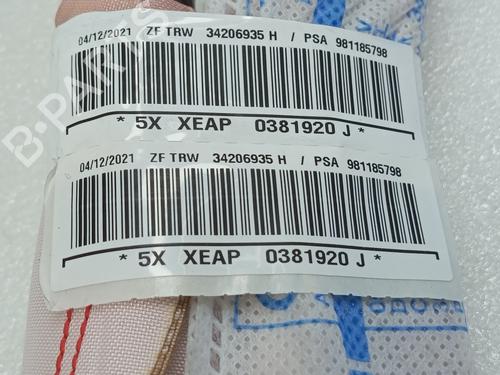 04/12/2021 ZF TRW 34206935 H / PSA 981185798
* 5X XEAP 0381920 J *
04/12/2021 ZF TRW 34206935 H / PSA 981185798
* 5X XEAP 0381920 J *
B-PARTS